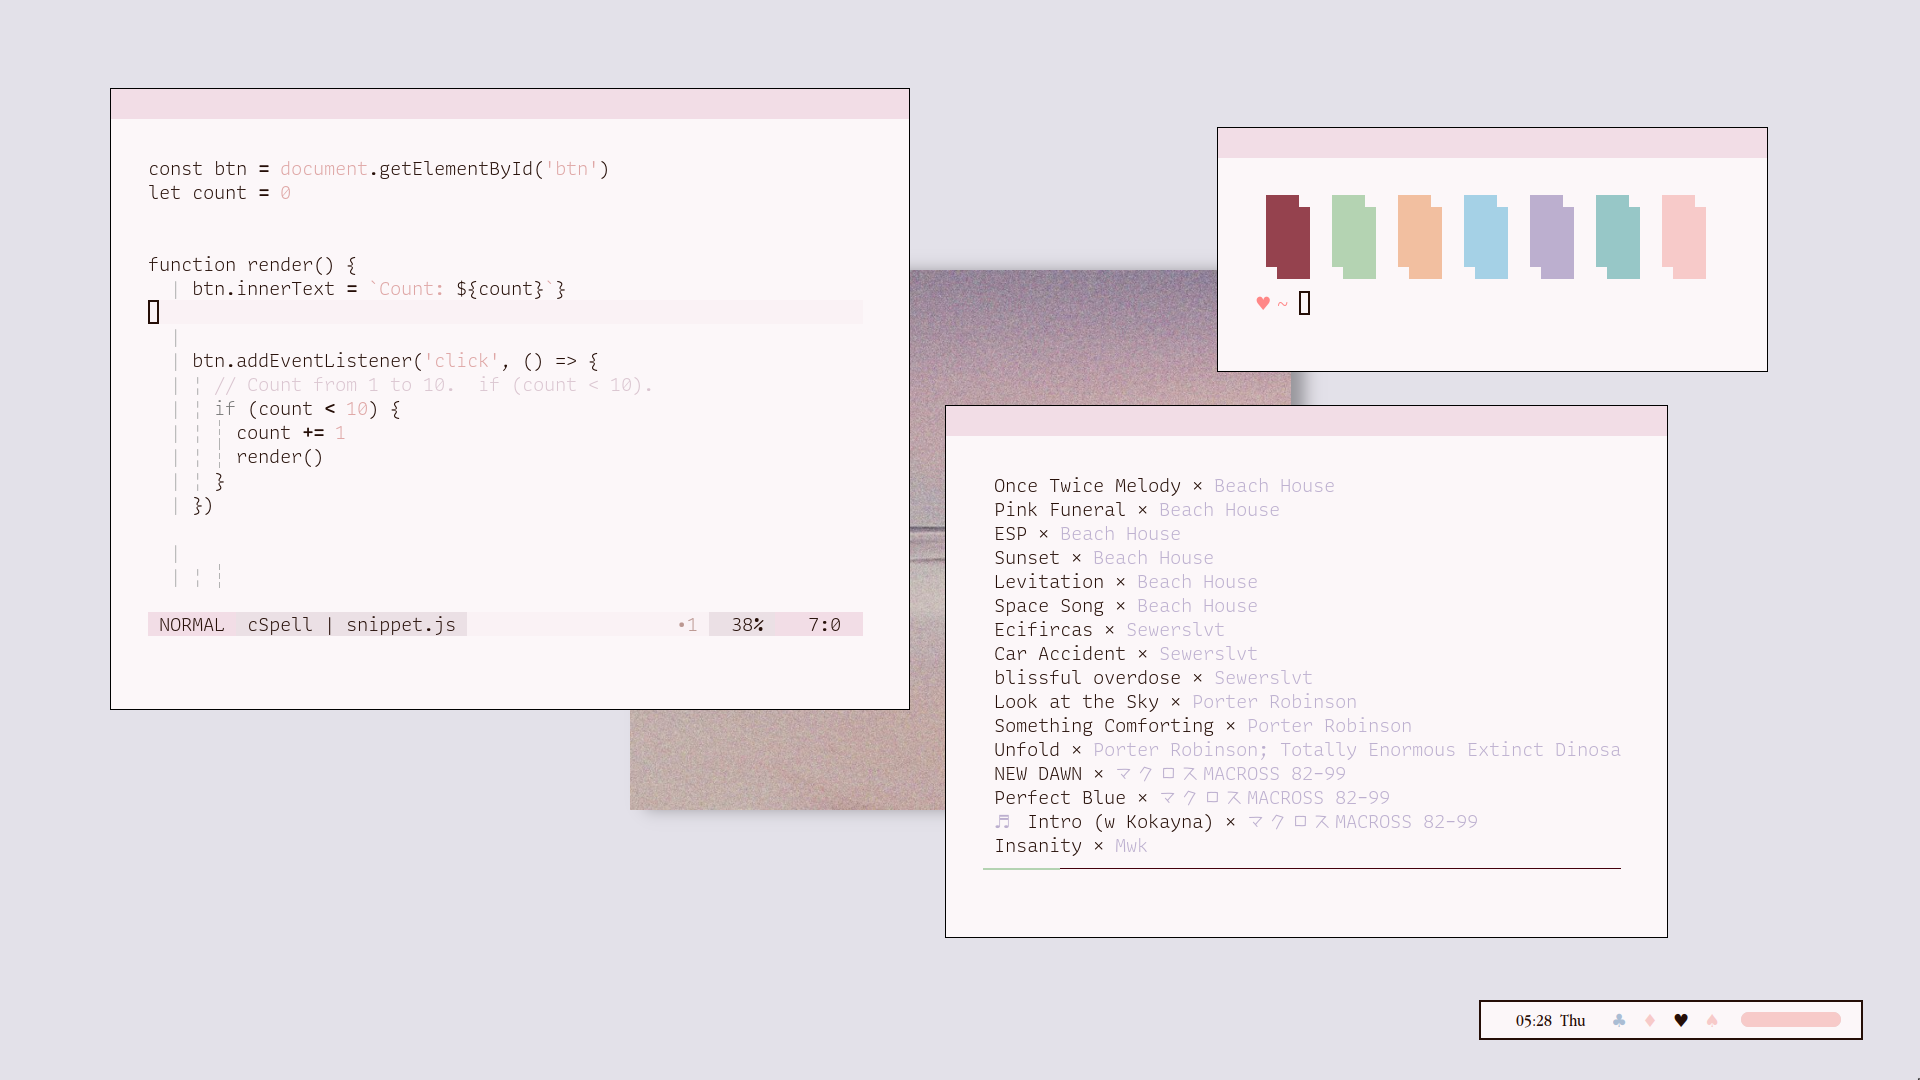 const btn = document.getElementById('btn')
let count = 0
function render() {
btn.innerText = `Count: ${count}`}
btn.addEventListener('click', () => {
// Count from 1 to 10.  if (count < 10).
if (count < 10) {
count += 1
render()
}
})
NORMAL cSpell | snippet.js •1 38% 7:0
♥ ~
Once Twice Melody × Beach House
Pink Funeral × Beach House
ESP × Beach House
Sunset × Beach House
Levitation × Beach House
Space Song × Beach House
Ecifircas × Sewerslvt
Car Accident × Sewerslvt
blissful overdose × Sewerslvt
Look at the Sky × Porter Robinson
Something Comforting × Porter Robinson
Unfold × Porter Robinson; Totally Enormous Extinct Dinosa
NEW DAWN × マクロスMACROSS 82-99
Perfect Blue × マクロスMACROSS 82-99
♬ Intro (w Kokayna) × マクロスMACROSS 82-99
Insanity × Mwk
05:28 Thu ♣ ♦ ♥ ♠